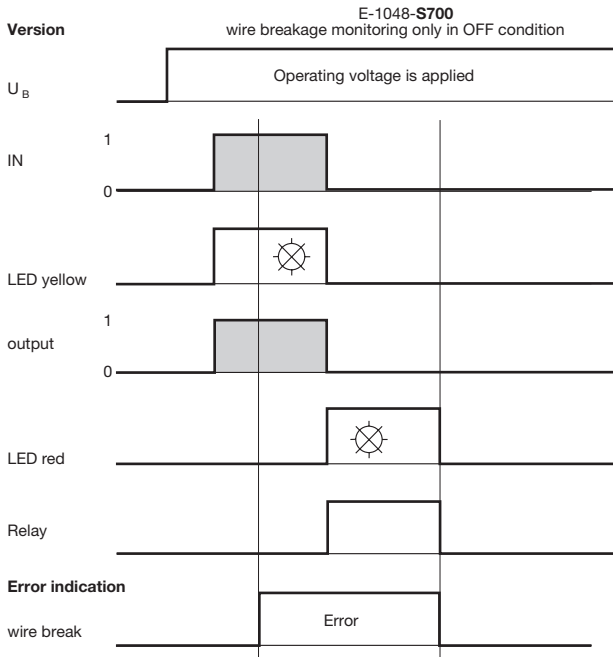 E-1048-S700
Version wire breakage monitoring only in OFF condition
Operating voltage is applied
U B
1
IN
0
LED yellow
1
output
0
LED red
Relay
Error indication
Error
wire break